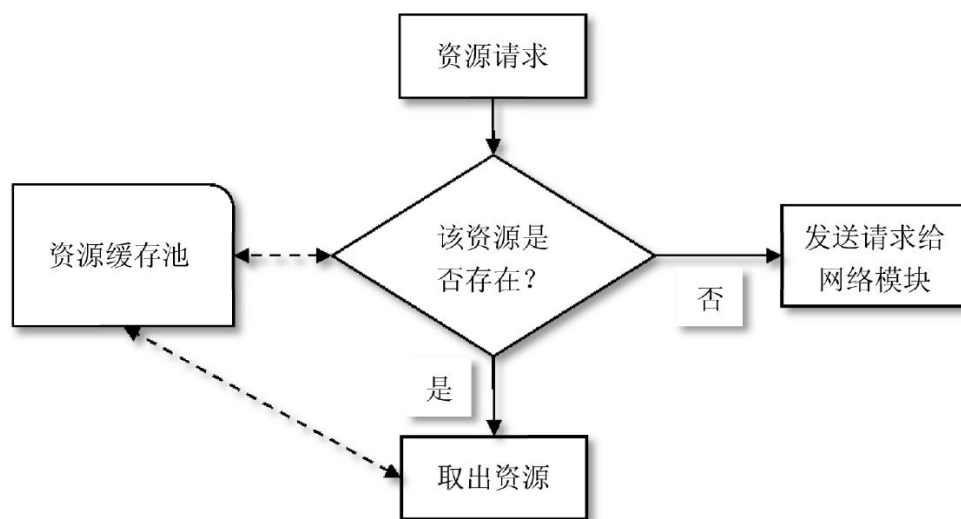 资源请求
资源缓存池
该资源是
否存在？
发送请求给
网络模块
否
是
取出资源